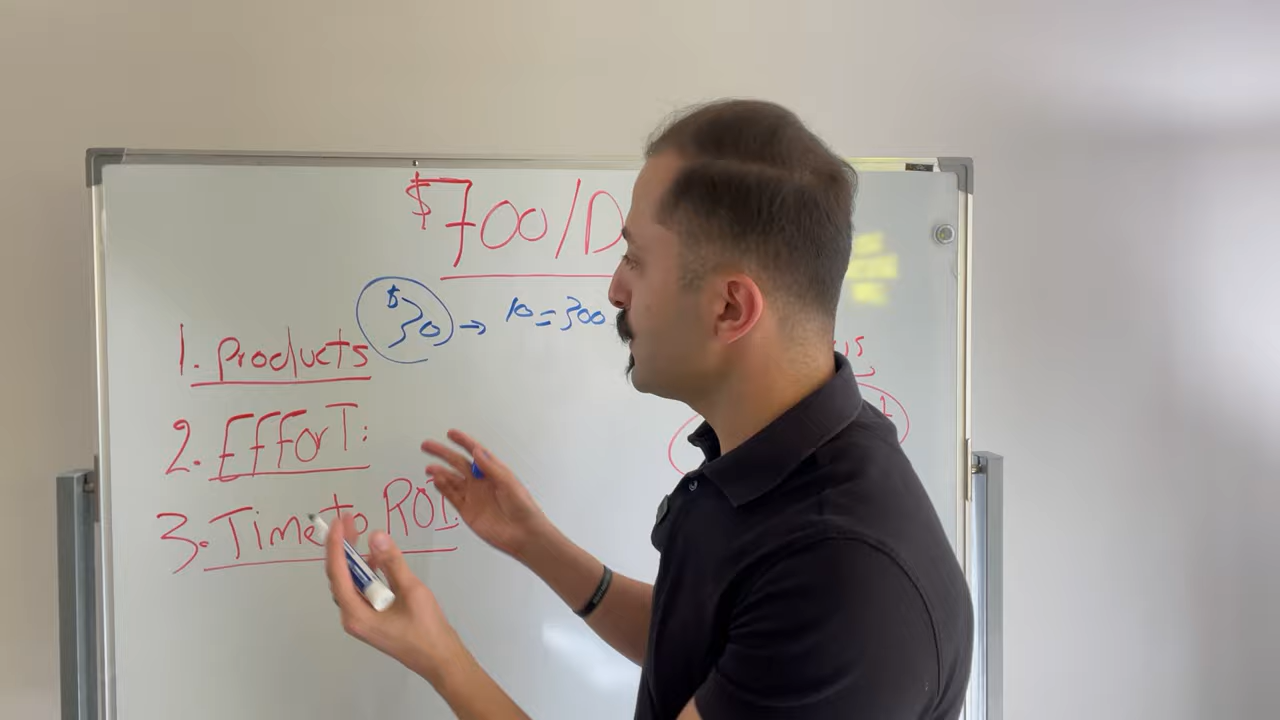 $700/D
$30 → 10=300
1. Products
2. EfforT:
3. Time to ROI: